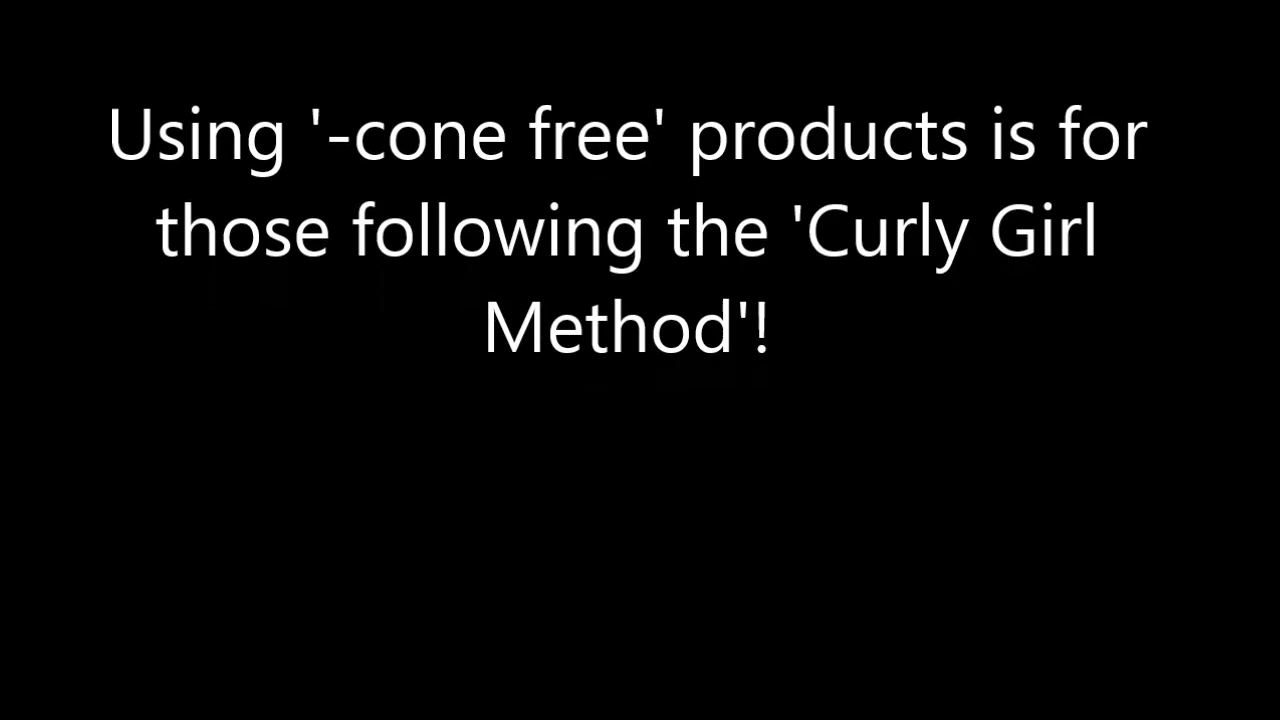 Using '-cone free' products is for
those following the 'Curly Girl
Method'!